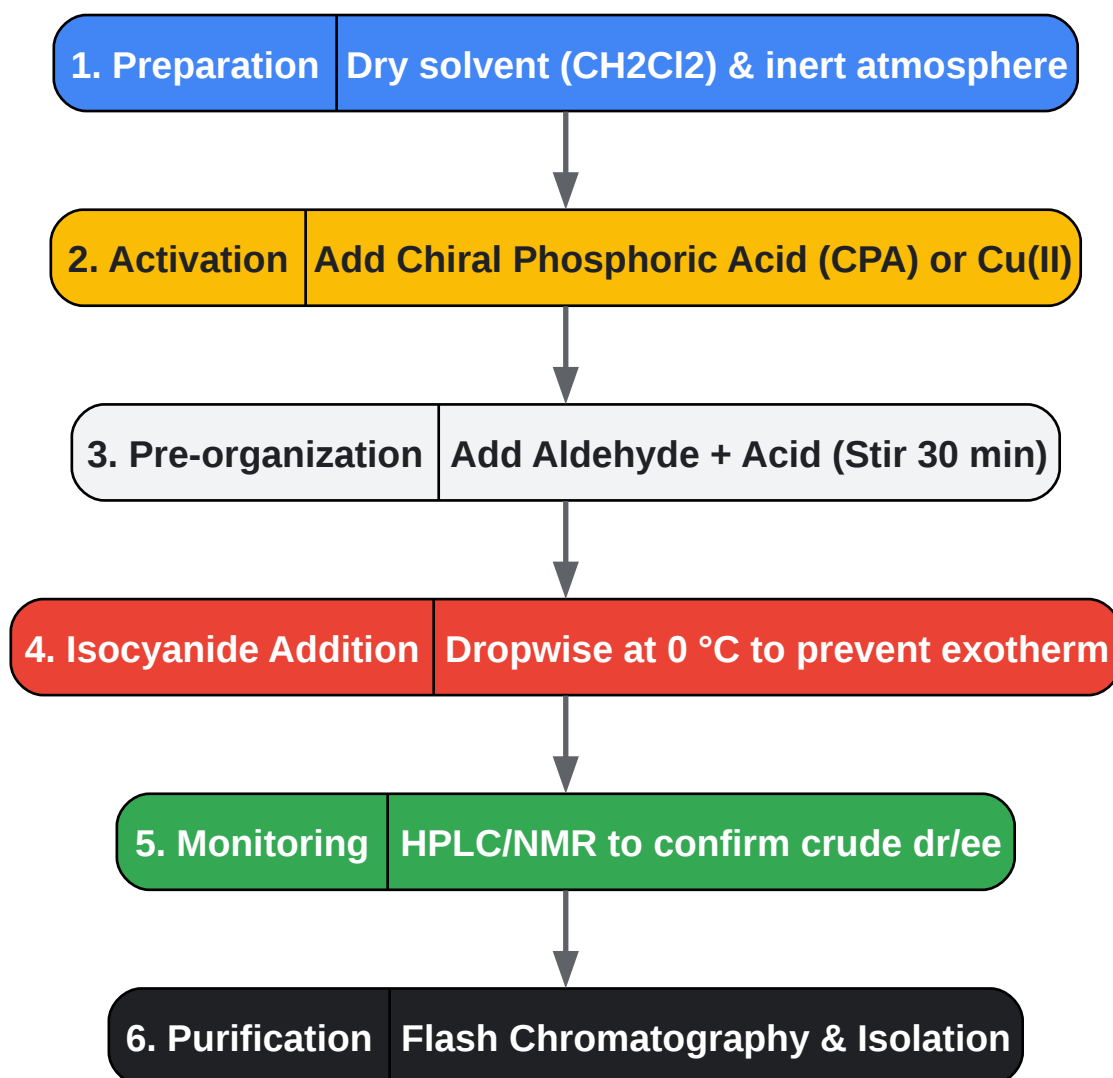 1. Preparation Dry solvent (CH2Cl2) & inert atmosphere
2. Activation Add Chiral Phosphoric Acid (CPA) or Cu(II)
3. Pre-organization Add Aldehyde + Acid (Stir 30 min)
4. Isocyanide Addition Dropwise at 0 °C to prevent exotherm
5. Monitoring HPLC/NMR to confirm crude dr/ee
6. Purification Flash Chromatography & Isolation